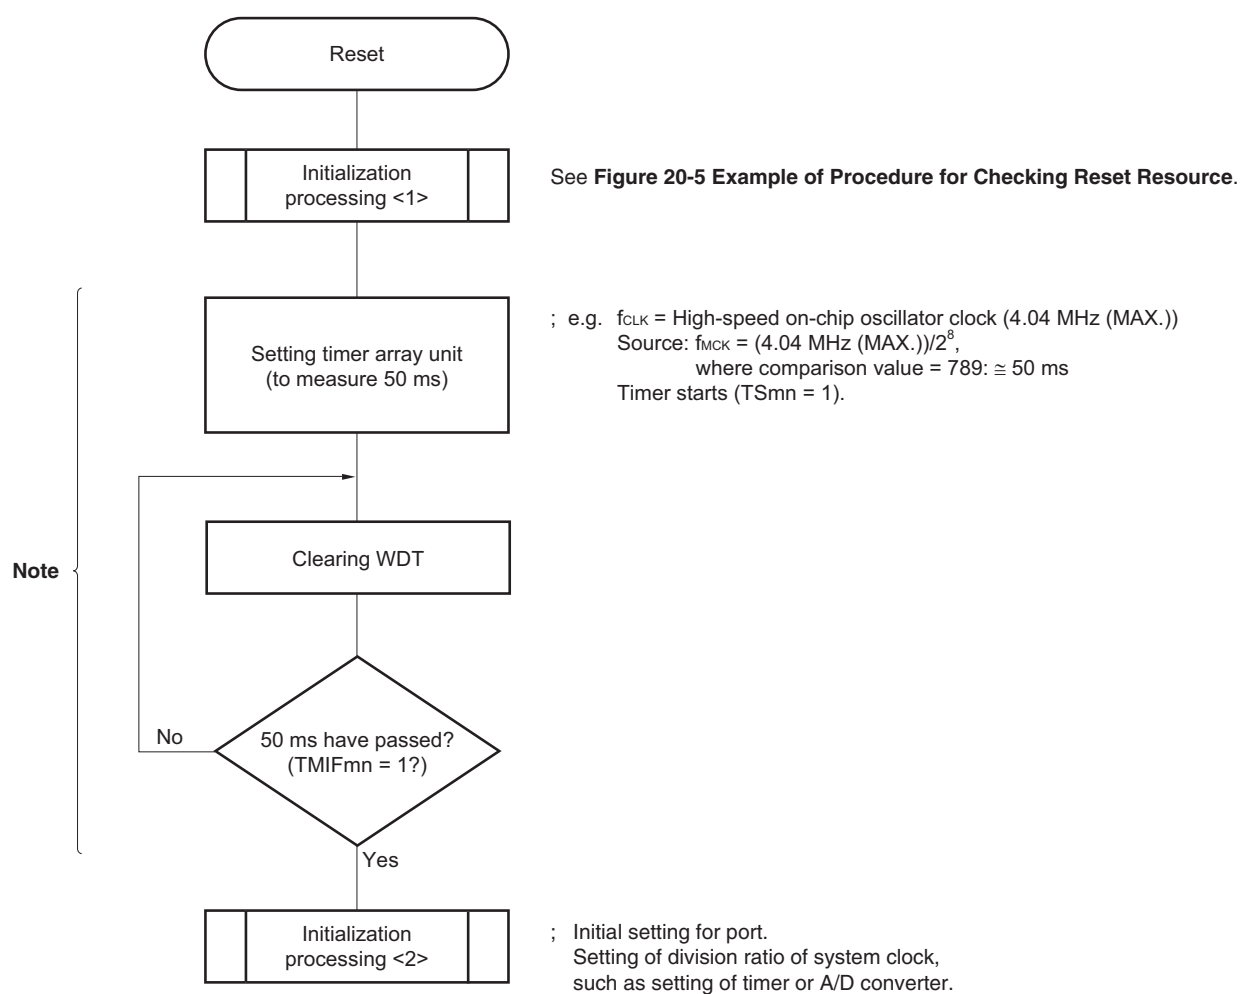 Reset
Initialization
processing <1>
See Figure 20-5 Example of Procedure for Checking Reset Resource.
Setting timer array unit
(to measure 50 ms)
; e.g. fCLK = High-speed on-chip oscillator clock (4.04 MHz (MAX.))
Source: fMCK = (4.04 MHz (MAX.))/2⁸,
where comparison value = 789: ≅ 50 ms
Timer starts (TSmn = 1).
Note
Clearing WDT
No
50 ms have passed?
(TMIFmn = 1?)
Yes
Initialization
processing <2>
; Initial setting for port.
Setting of division ratio of system clock,
such as setting of timer or A/D converter.